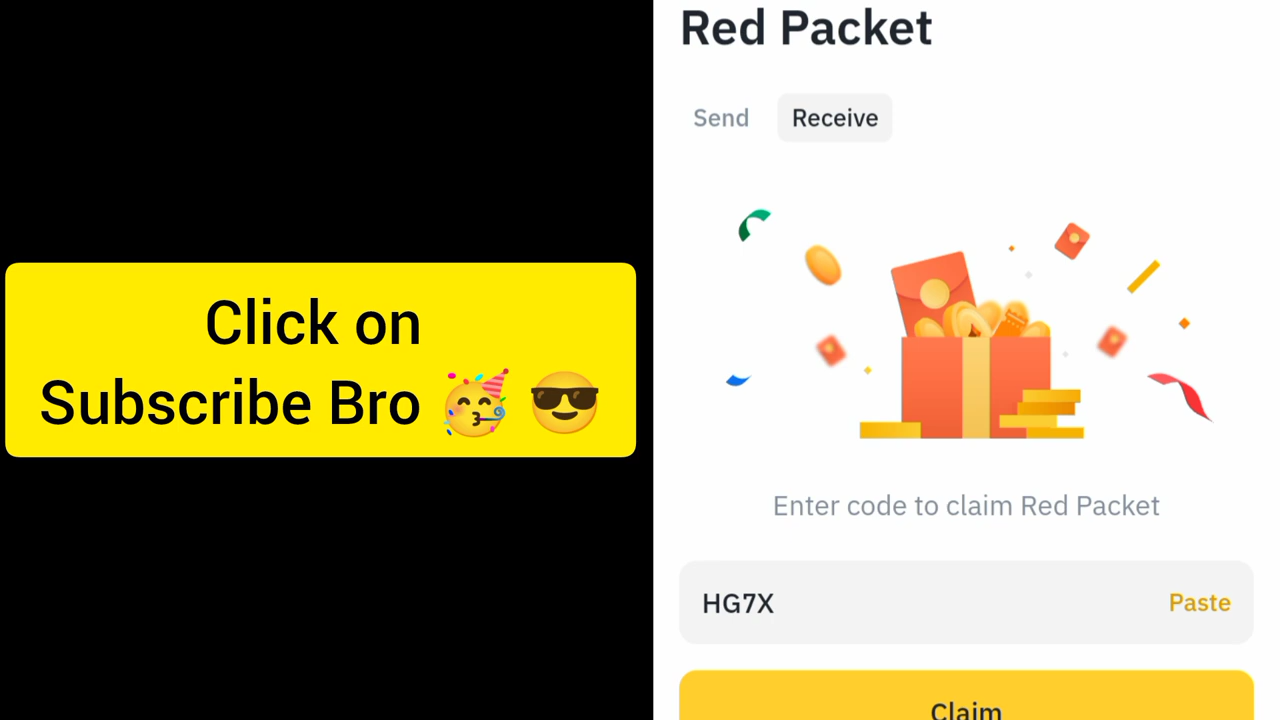 Click on
Subscribe Bro 🥳 😎
Red Packet
Send
Receive
Enter code to claim Red Packet
HG7X
Paste
Claim